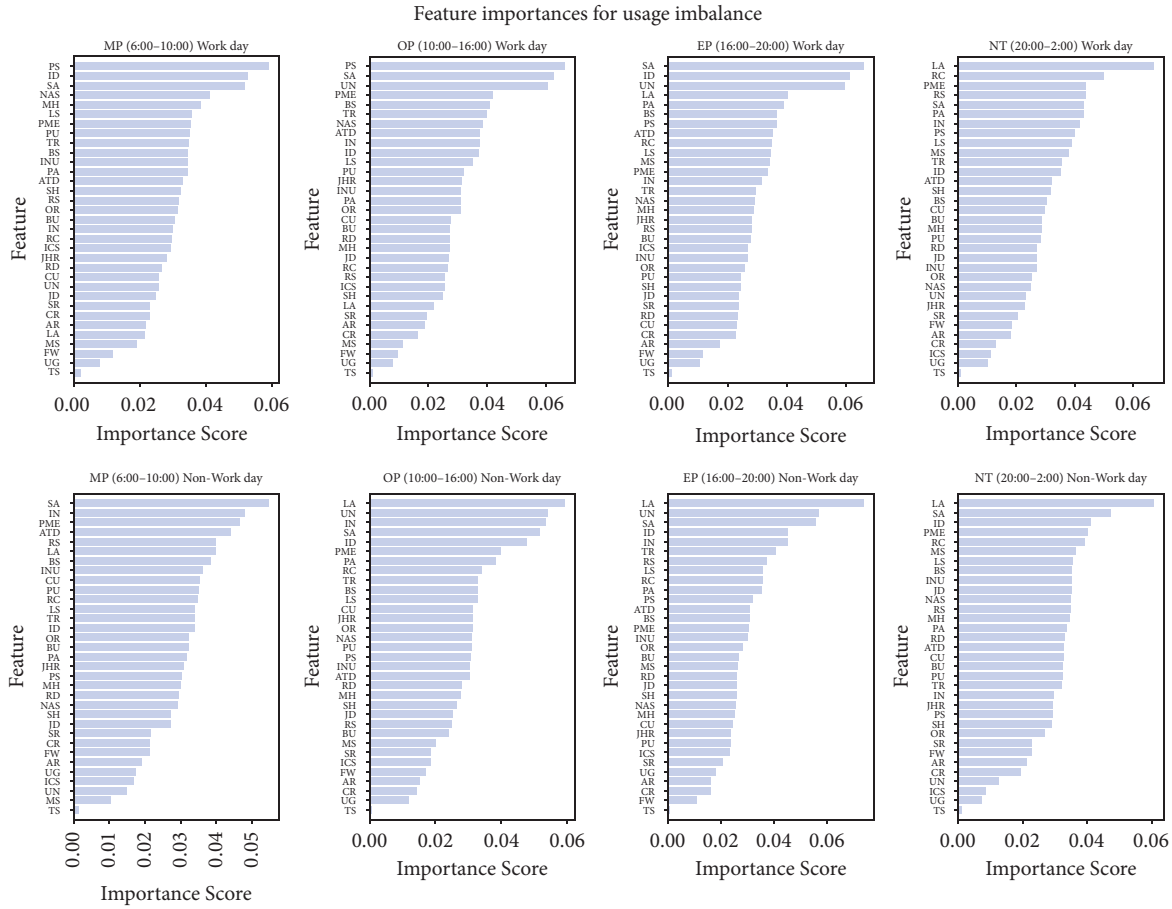 Feature importances for usage imbalance
MP (6:00–10:00) Work day
PS
ID
SA
NAS
MH
LS
PME
PU
TR
BS
INU
PA
ATD
SH
RS
OR
BU
IN
RC
ICS
JHR
RD
CU
UN
JD
SR
CR
AR
LA
MS
FW
UG
TS
Feature
0.00 0.02 0.04 0.06
Importance Score
OP (10:00–16:00) Work day
PS
SA
UN
PME
BS
TR
NAS
ATD
IN
ID
LS
PU
JHR
INU
PA
OR
CU
BU
RD
MH
JD
RC
RS
ICS
SH
LA
SR
AR
CR
MS
FW
UG
TS
Feature
0.00 0.02 0.04 0.06
Importance Score
EP (16:00–20:00) Work day
SA
ID
UN
LA
PA
BS
PS
ATD
RC
LS
MS
PME
IN
TR
NAS
MH
JHR
RS
BU
ICS
INU
OR
PU
SH
JD
SR
RD
CU
CR
AR
FW
UG
TS
Feature
0.00 0.02 0.04 0.06
Importance Score
NT (20:00–2:00) Work day
LA
RC
PME
RS
SA
PA
IN
PS
LS
MS
TR
ID
ATD
SH
BS
CU
BU
MH
PU
RD
JD
INU
OR
NAS
UN
JHR
SR
FW
AR
CR
ICS
UG
TS
Feature
0.00 0.02 0.04 0.06
Importance Score
MP (6:00–10:00) Non-Work day
SA
IN
PME
ATD
RS
LA
BS
INU
CU
PU
RC
LS
TR
ID
OR
BU
PA
JHR
PS
MH
RD
NAS
SH
JD
SR
CR
FW
AR
UG
ICS
UN
MS
TS
Feature
0.00 0.01 0.02 0.03 0.04 0.05
Importance Score
OP (10:00–16:00) Non-Work day
LA
UN
IN
SA
ID
PME
PA
RC
TR
BS
LS
CU
JHR
OR
NAS
PU
PS
INU
ATD
RD
MH
SH
JD
RS
BU
MS
SR
ICS
FW
AR
CR
UG
TS
Feature
0.00 0.02 0.04 0.06
Importance Score
EP (16:00–20:00) Non-Work day
LA
UN
SA
ID
IN
TR
RS
LS
RC
PA
PS
ATD
BS
PME
INU
OR
BU
MS
RD
JD
SH
NAS
MH
CU
JHR
PU
ICS
SR
UG
AR
CR
FW
TS
Feature
0.00 0.02 0.04 0.06
Importance Score
NT (20:00–2:00) Non-Work day
LA
SA
ID
PME
RC
MS
LS
BS
INU
JD
NAS
RS
MH
PA
RD
ATD
CU
BU
PU
TR
IN
JHR
PS
SH
OR
SR
FW
AR
CR
UN
ICS
UG
TS
Feature
0.00 0.02 0.04 0.06
Importance Score